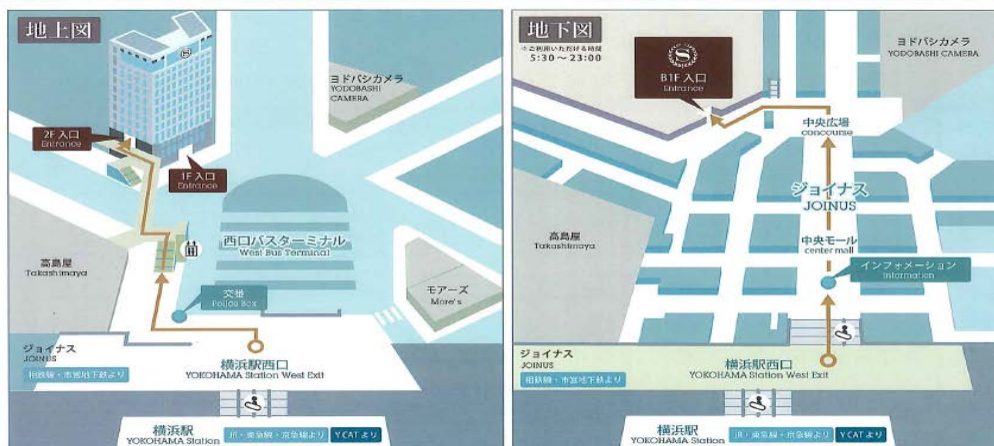 地上図
ヨドバシカメラ
YODOBASHI
CAMERA
2F 入口
Entrance
1F 入口
Entrance
西口バスターミナル
West Bus Terminal
高島屋
Takashimaya
交番
Police Box
モアーズ
More's
ジョイナス
JOINUS
相鉄線・市営地下鉄より
横浜駅西口
YOKOHAMA Station West Exit
横浜駅
YOKOHAMA Station
JR・東急線・京急線より
YCATより
地下図
※ご利用いただける時間
5:30〜23:00
S
B1F 入口
Entrance
ヨドバシカメラ
YODOBASHI CAMERA
中央広場
concourse
ジョイナス
JOINUS
高島屋
Takashimaya
中央モール
center mall
インフォメーション
Information
ジョイナス
JOINUS
相鉄線・市営地下鉄より
横浜駅西口
YOKOHAMA Station West Exit
横浜駅
YOKOHAMA Station
JR・東急線・京急線より
YCATより